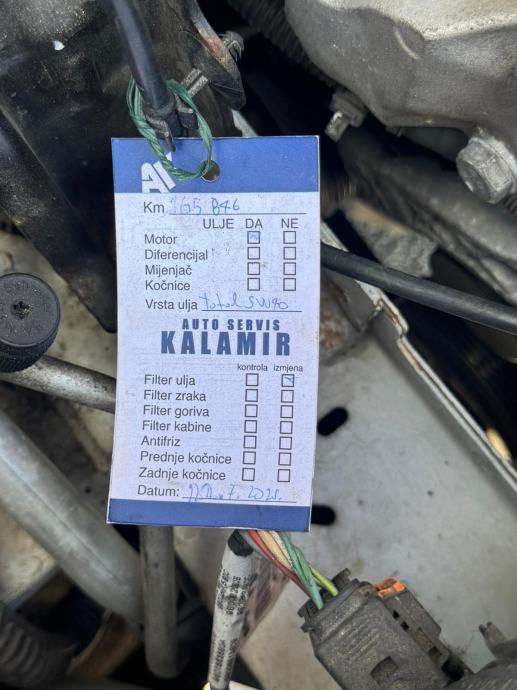 Km 165 846
ULJE DA NE
Motor
Diferencijal
Mijenjač
Kočnice
Vrsta ulja total 5W40
AUTO SERVIS
KALAMIR
kontrola izmjena
Filter ulja
Filter zraka
Filter goriva
Filter kabine
Antifriz
Prednje kočnice
Zadnje kočnice
Datum: